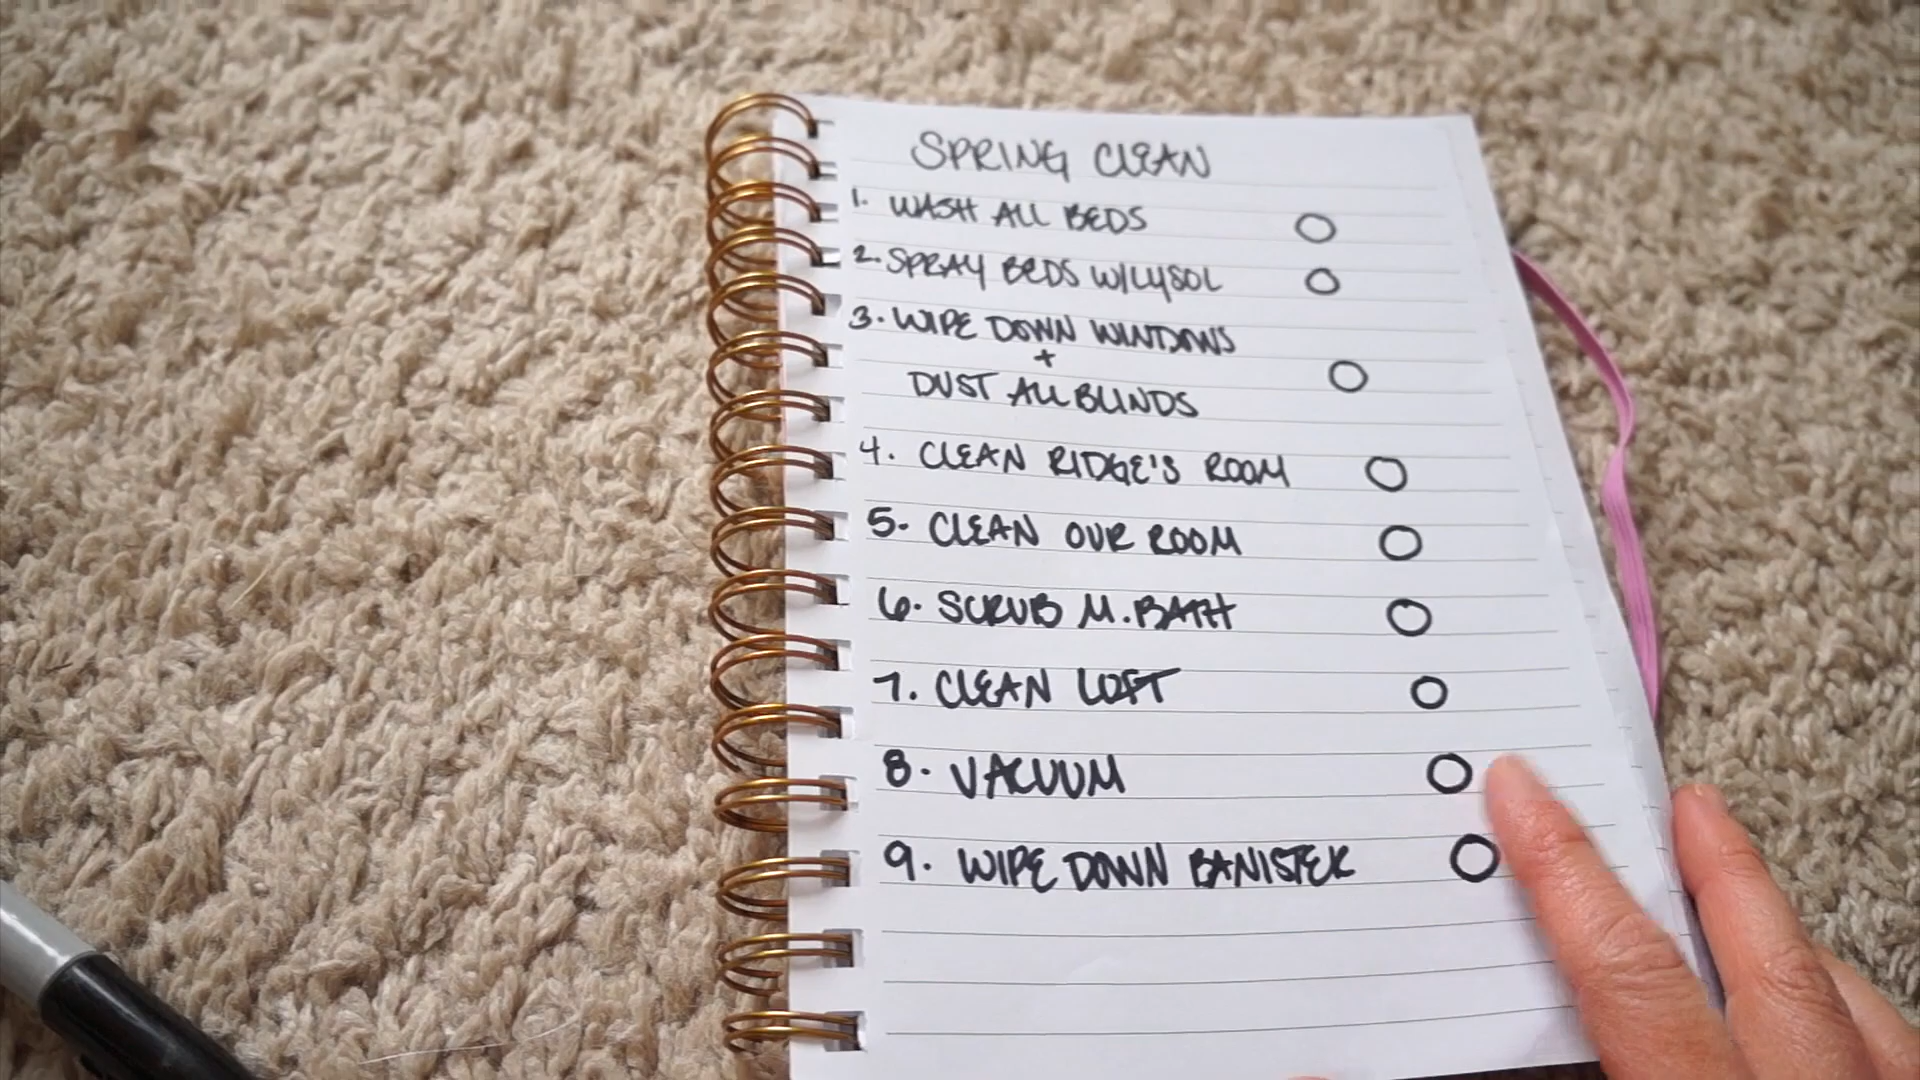 SPRING CLEAN
1. WASH ALL BEDS
2. SPRAY BEDS W/LYSOL
3. WIPE DOWN WINDOWS
+
DUST ALL BLINDS
4. CLEAN RIDGE'S ROOM
5. CLEAN OUR ROOM
6. SCRUB M. BATH
7. CLEAN LOFT
8. VACUUM
9. WIPE DOWN BANISTER